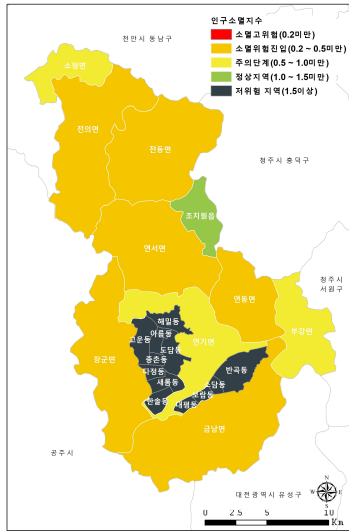 인구소멸지수
소멸고위험(0.2미만)
소멸위험진입(0.2 ~ 0.5미만)
주의단계(0.5 ~ 1.0미만)
정상지역(1.0 ~ 1.5미만)
저위험 지역(1.5이상)
천안시 동남구
소정면
전의면
전동면
청주시 흥덕구
조치원읍
연서면
청주시
서원구
연동면
부강면
해밀동
아름동
고운동
연기면
도담동
종촌동
장군면
반곡동
다정동
새롬동
소담동
보람동
한솔동
대평동
금남면
공주시
대전광역시 유성구
N
W
E
S
0 2.5 5 10
Km